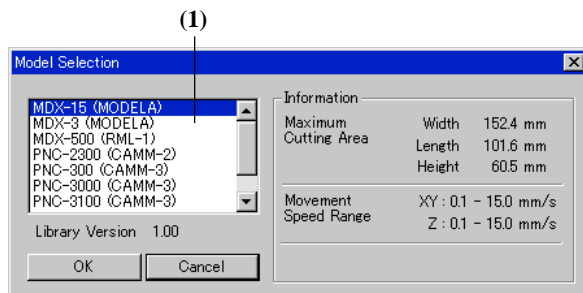 (1)
Model Selection
MDX-15 (MODELA)
MDX-3 (MODELA)
MDX-500 (RML-1)
PNC-2300 (CAMM-2)
PNC-300 (CAMM-3)
PNC-3000 (CAMM-3)
PNC-3100 (CAMM-3)
Library Version 1.00
OK Cancel
Information
Maximum Cutting Area
Width 152.4 mm
Length 101.6 mm
Height 60.5 mm
Movement Speed Range
XY : 0.1 - 15.0 mm/s
Z : 0.1 - 15.0 mm/s